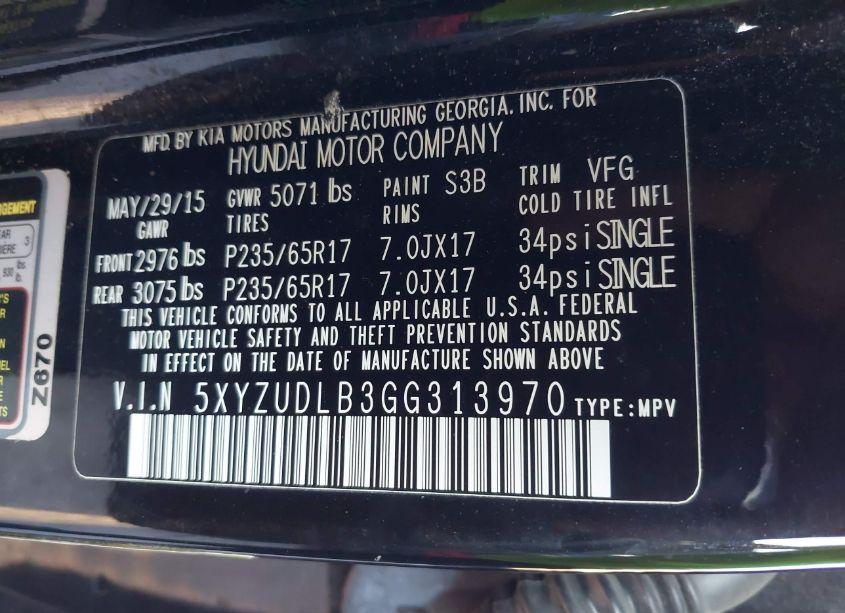 MFD. BY KIA MOTORS MANUFACTURING GEORGIA. INC. FOR
HYUNDAI MOTOR COMPANY
MAY/29/15 GVWR 5071 lbs PAINT S3B TRIM VFG
GAWR TIRES RIMS COLD TIRE INFL
FRONT 2976 lbs P235/65R17 7.0JX17 34psi SINGLE
REAR 3075 lbs P235/65R17 7.0JX17 34psi SINGLE
THIS VEHICLE CONFORMS TO ALL APPLICABLE U.S.A. FEDERAL
MOTOR VEHICLE SAFETY AND THEFT PREVENTION STANDARDS
IN EFFECT ON THE DATE OF MANUFACTURE SHOWN ABOVE
V.I.N 5XYZUDLB3GG313970 TYPE:MPV
Z670